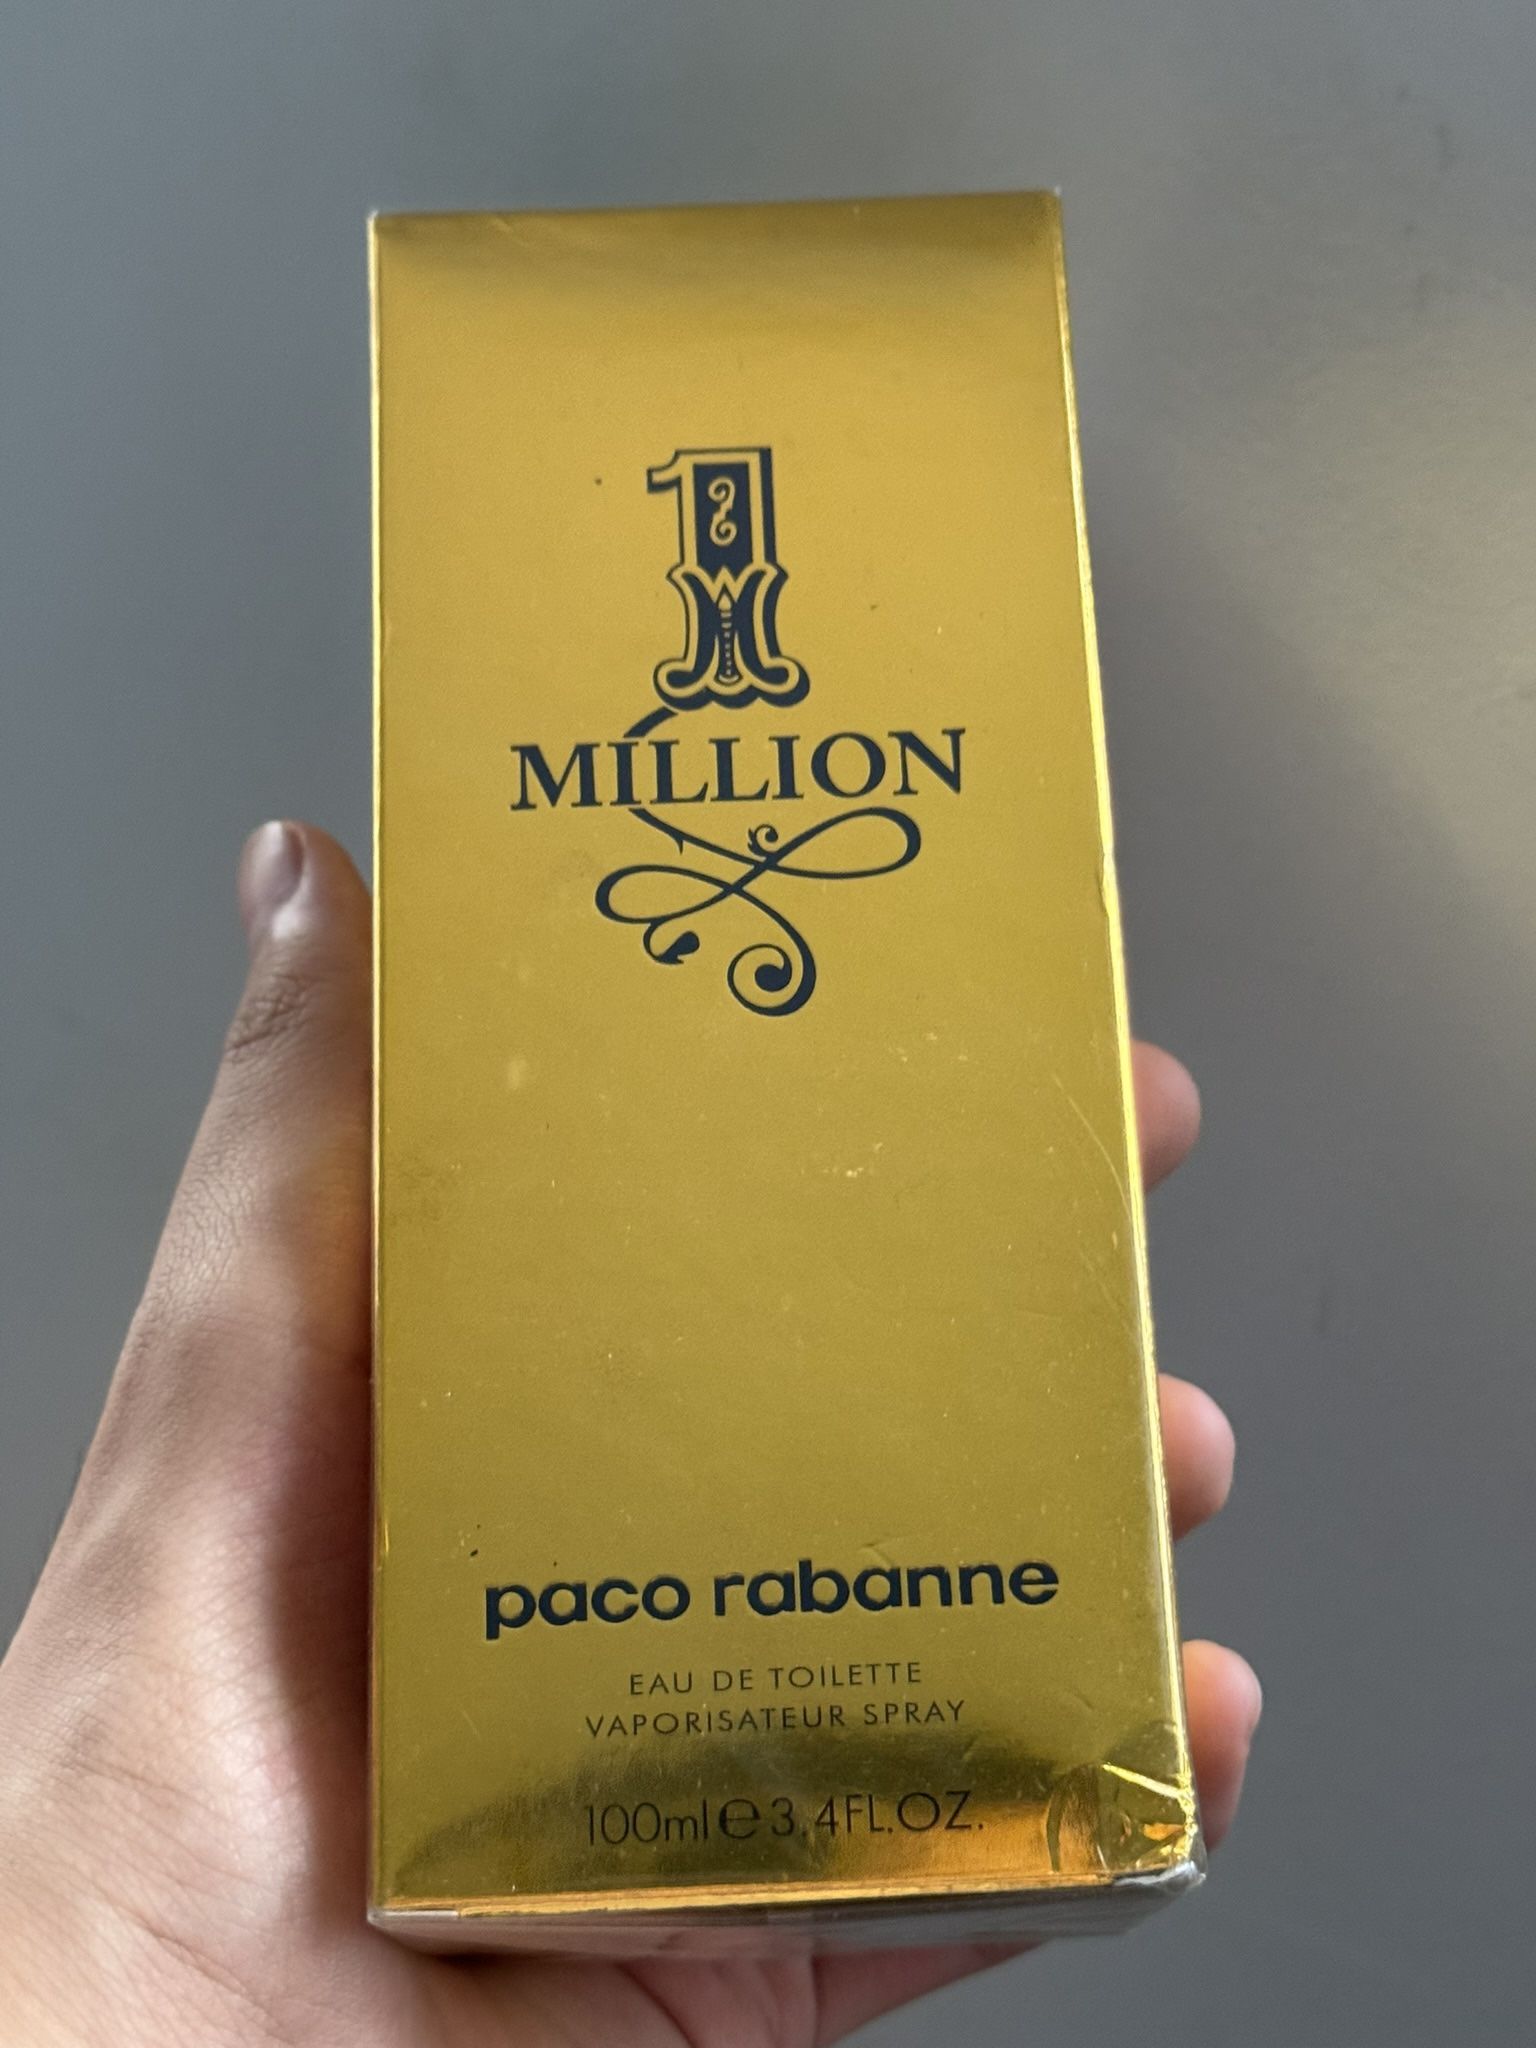 1
MILLION
paco rabanne
EAU DE TOILETTE
VAPORISATEUR SPRAY
100ml ℮ 3.4FL.OZ.